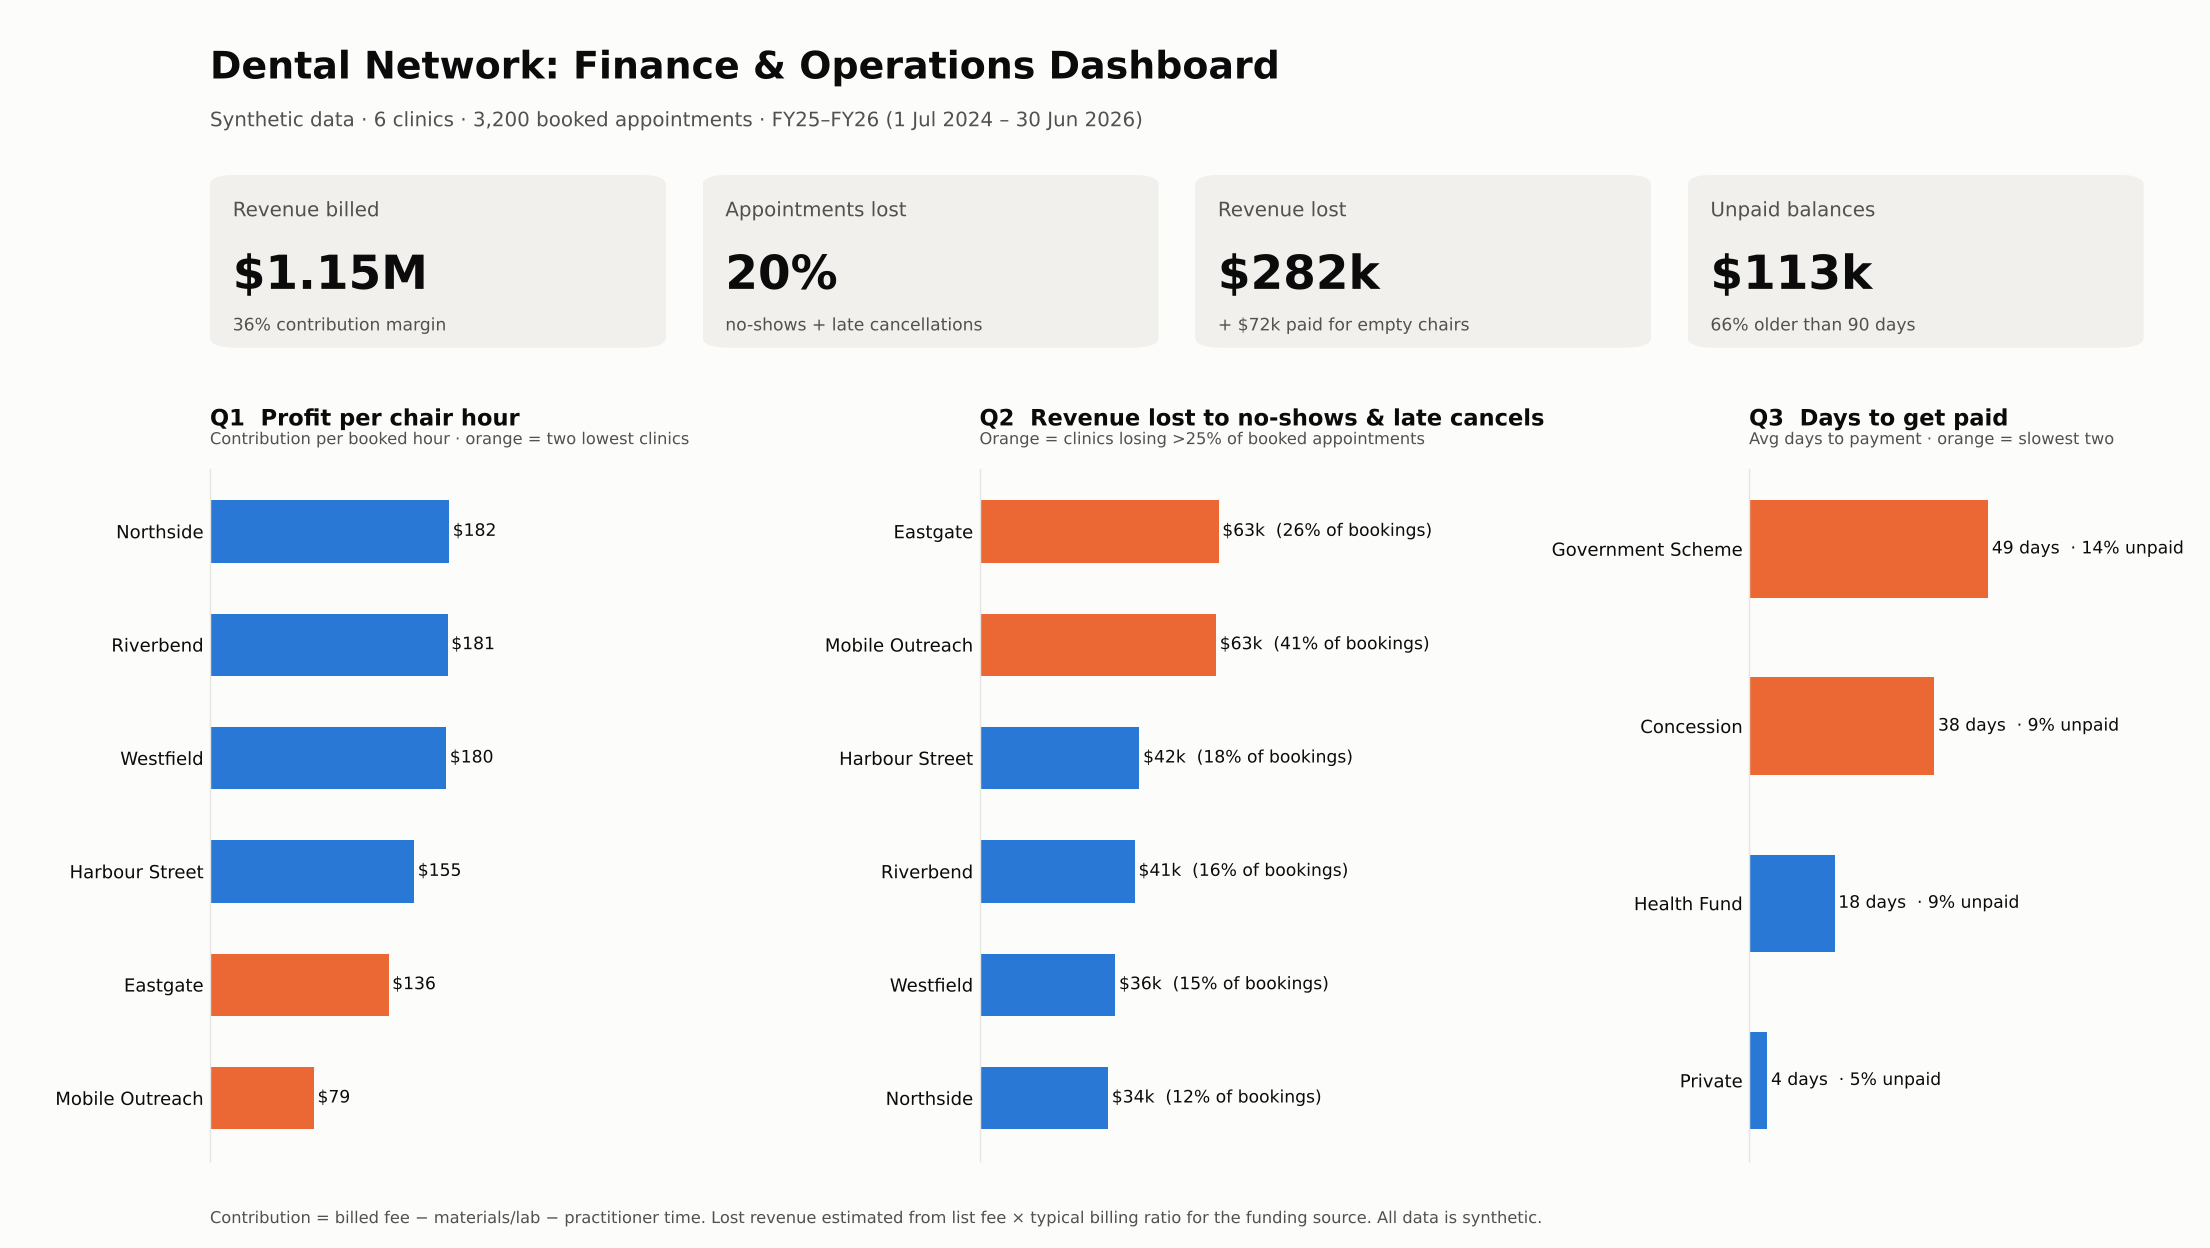 Dental Network: Finance & Operations Dashboard
Synthetic data · 6 clinics · 3,200 booked appointments · FY25–FY26 (1 Jul 2024 – 30 Jun 2026)
Revenue billed
$1.15M
36% contribution margin
Appointments lost
20%
no-shows + late cancellations
Revenue lost
$282k
+ $72k paid for empty chairs
Unpaid balances
$113k
66% older than 90 days
Q1  Profit per chair hour
Contribution per booked hour · orange = two lowest clinics
Northside $182
Riverbend $181
Westfield $180
Harbour Street $155
Eastgate $136
Mobile Outreach $79
Q2  Revenue lost to no-shows & late cancels
Orange = clinics losing >25% of booked appointments
Eastgate $63k  (26% of bookings)
Mobile Outreach $63k  (41% of bookings)
Harbour Street $42k  (18% of bookings)
Riverbend $41k  (16% of bookings)
Westfield $36k  (15% of bookings)
Northside $34k  (12% of bookings)
Q3  Days to get paid
Avg days to payment · orange = slowest two
Government Scheme 49 days  · 14% unpaid
Concession 38 days  · 9% unpaid
Health Fund 18 days  · 9% unpaid
Private 4 days  · 5% unpaid
Contribution = billed fee − materials/lab − practitioner time. Lost revenue estimated from list fee × typical billing ratio for the funding source. All data is synthetic.